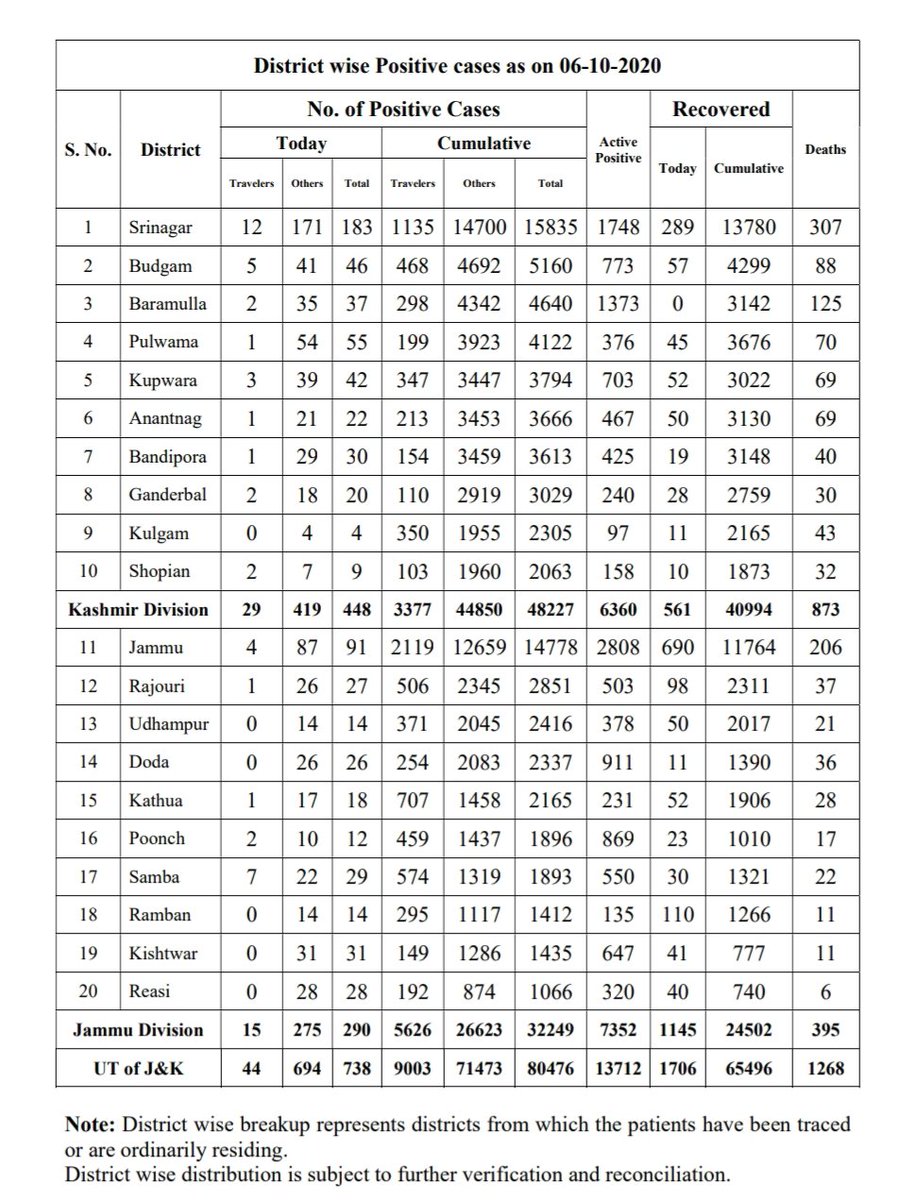 District wise Positive cases as on 06-10-2020
S. No. District No. of Positive Cases Active Positive Recovered Deaths
Today Cumulative Today Cumulative
Travelers Others Total Travelers Others Total
1 Srinagar 12 171 183 1135 14700 15835 1748 289 13780 307
2 Budgam 5 41 46 468 4692 5160 773 57 4299 88
3 Baramulla 2 35 37 298 4342 4640 1373 0 3142 125
4 Pulwama 1 54 55 199 3923 4122 376 45 3676 70
5 Kupwara 3 39 42 347 3447 3794 703 52 3022 69
6 Anantnag 1 21 22 213 3453 3666 467 50 3130 69
7 Bandipora 1 29 30 154 3459 3613 425 19 3148 40
8 Ganderbal 2 18 20 110 2919 3029 240 28 2759 30
9 Kulgam 0 4 4 350 1955 2305 97 11 2165 43
10 Shopian 2 7 9 103 1960 2063 158 10 1873 32
Kashmir Division 29 419 448 3377 44850 48227 6360 561 40994 873
11 Jammu 4 87 91 2119 12659 14778 2808 690 11764 206
12 Rajouri 1 26 27 506 2345 2851 503 98 2311 37
13 Udhampur 0 14 14 371 2045 2416 378 50 2017 21
14 Doda 0 26 26 254 2083 2337 911 11 1390 36
15 Kathua 1 17 18 707 1458 2165 231 52 1906 28
16 Poonch 2 10 12 459 1437 1896 869 23 1010 17
17 Samba 7 22 29 574 1319 1893 550 30 1321 22
18 Ramban 0 14 14 295 1117 1412 135 110 1266 11
19 Kishtwar 0 31 31 149 1286 1435 647 41 777 11
20 Reasi 0 28 28 192 874 1066 320 40 740 6
Jammu Division 15 275 290 5626 26623 32249 7352 1145 24502 395
UT of J&K 44 694 738 9003 71473 80476 13712 1706 65496 1268
Note: District wise breakup represents districts from which the patients have been traced
or are ordinarily residing.
District wise distribution is subject to further verification and reconciliation.